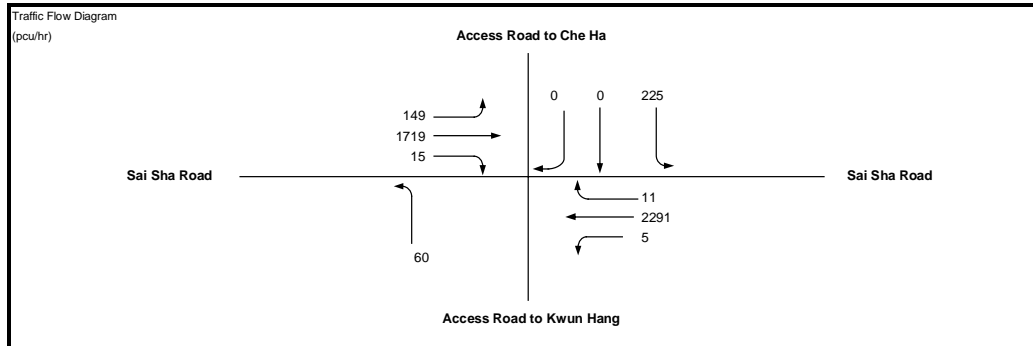 Traffic Flow Diagram
(pcu/hr)
Access Road to Che Ha
0 0 225
149
1719
15
Sai Sha Road Sai Sha Road
11
2291
5
60
Access Road to Kwun Hang